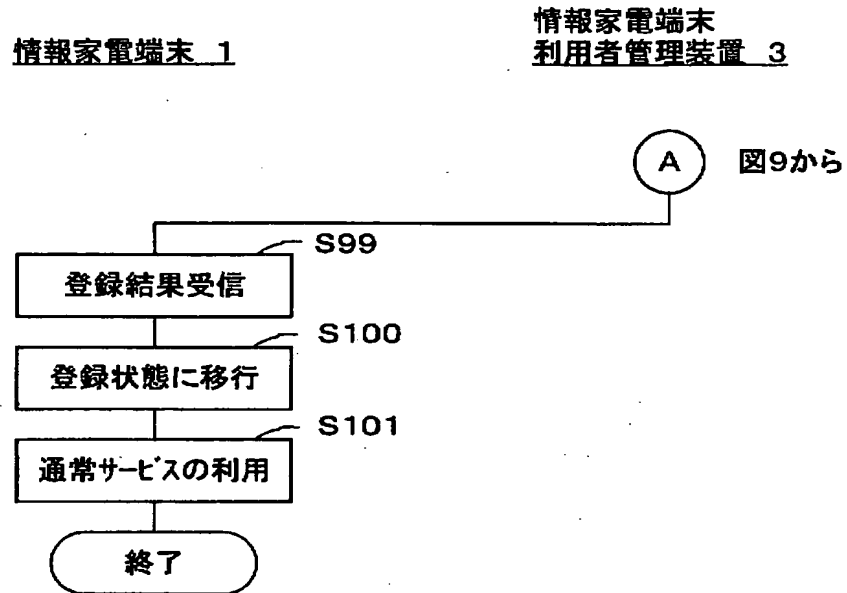 情報家電端末 1
情報家電端末
利用者管理装置 3
A
図9から
S99
登録結果受信
S100
登録状態に移行
S101
通常サービスの利用
終了